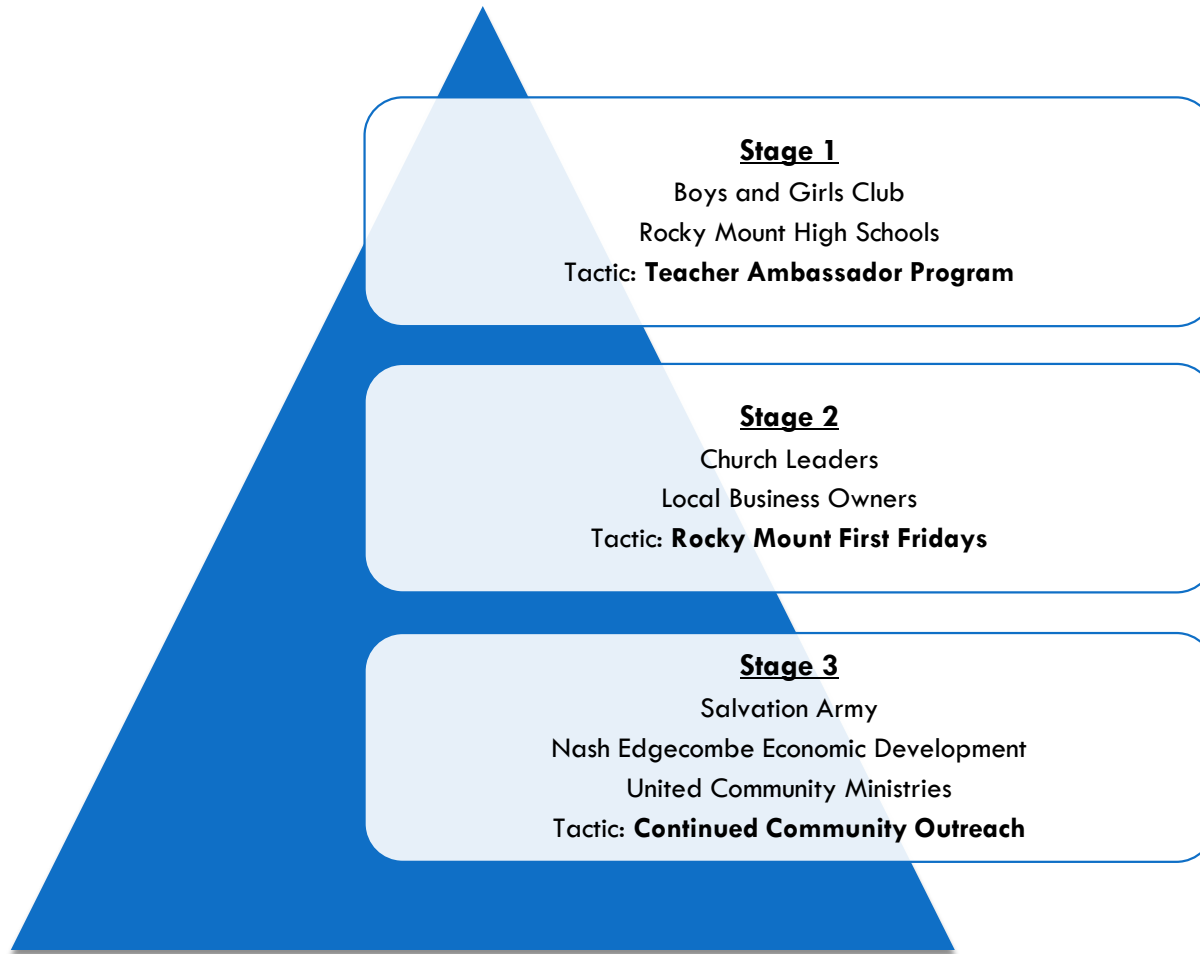 Stage 1
Boys and Girls Club
Rocky Mount High Schools
Tactic: Teacher Ambassador Program
Stage 2
Church Leaders
Local Business Owners
Tactic: Rocky Mount First Fridays
Stage 3
Salvation Army
Nash Edgecombe Economic Development
United Community Ministries
Tactic: Continued Community Outreach